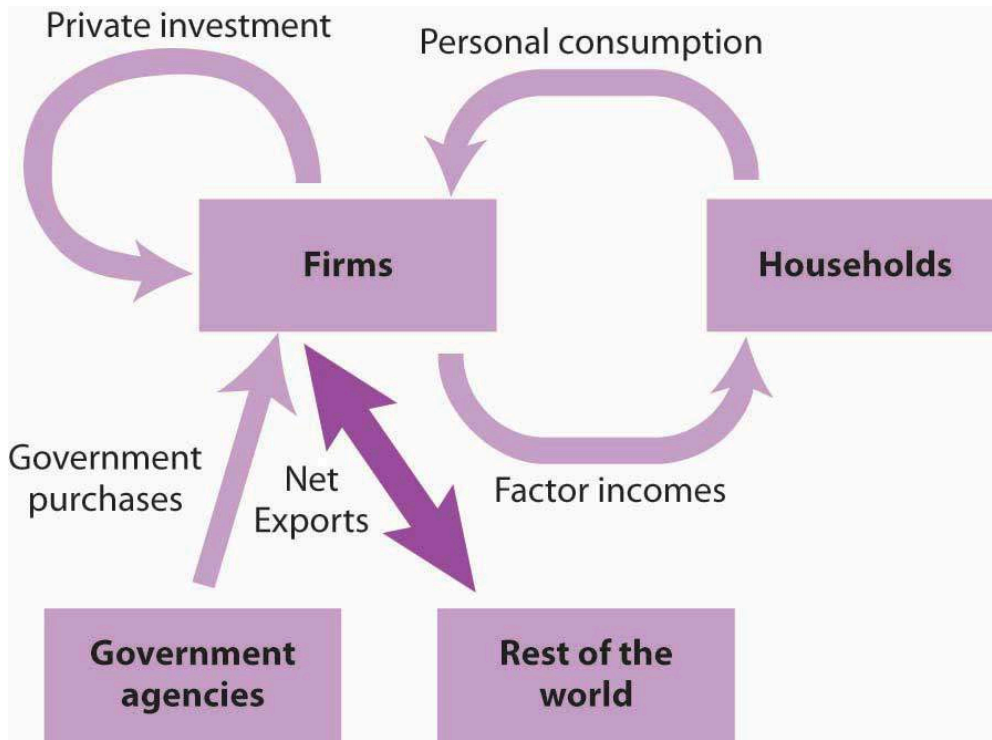 Private investment
Personal consumption
Firms
Households
Government
purchases
Net
Exports
Factor incomes
Government
agencies
Rest of the
world